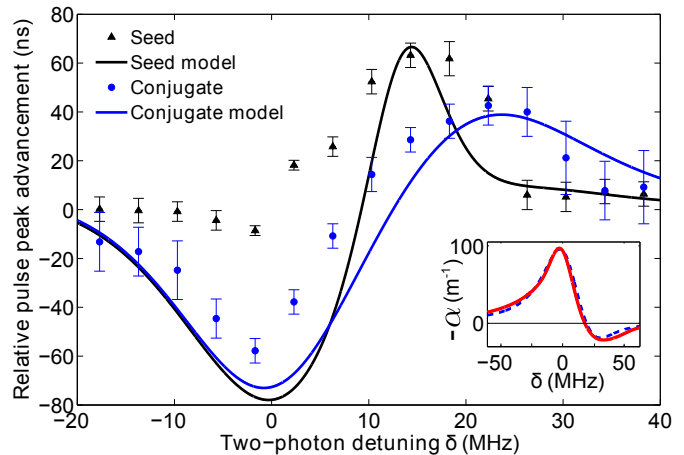 80
60
40
20
0
−20
−40
−60
−80
Relative pulse peak advancement (ns)
Seed
Seed model
Conjugate
Conjugate model
−20
−10
0
10
20
30
40
Two−photon detuning δ (MHz)
100
0
-α (m⁻¹)
−50
0
50
δ (MHz)